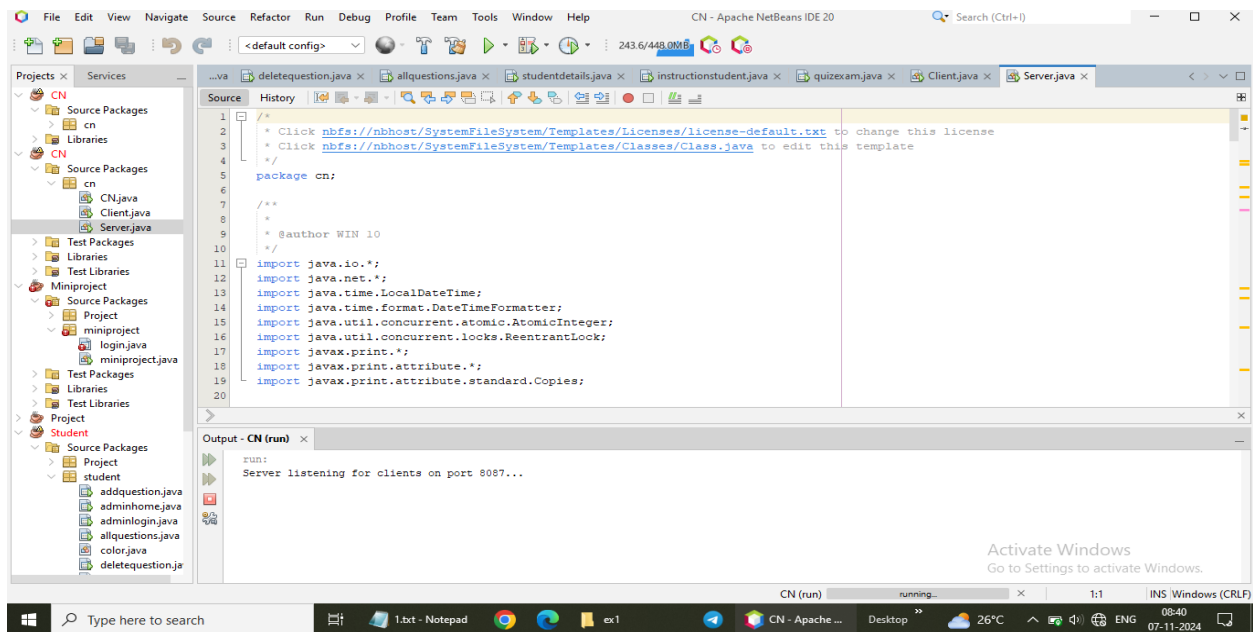 File Edit View Navigate Source Refactor Run Debug Profile Team Tools Window Help CN - Apache NetBeans IDE 20 Search (Ctrl+I)
<default config> 243.6/448.0MB
Projects × Services
...va deletequestion.java × allquestions.java × studentdetails.java × instructionstudent.java × quizexam.java × Client.java × Server.java ×
CN
Source Packages
cn
Libraries
CN
Source Packages
cn
CN.java
Client.java
Server.java
Test Packages
Libraries
Test Libraries
Miniproject
Source Packages
Project
miniproject
login.java
miniproject.java
Test Packages
Libraries
Test Libraries
Project
Student
Source Packages
Project
student
addquestion.java
adminhome.java
adminlogin.java
allquestions.java
color.java
deletequestion.ja
Source History
1 /*
2 * Click nbfs://nbhost/SystemFileSystem/Templates/Licenses/license-default.txt to change this license
3 * Click nbfs://nbhost/SystemFileSystem/Templates/Classes/Class.java to edit this template
4 */
5 package cn;
6
7 /**
8 *
9 * @author WIN 10
10 */
11 import java.io.*;
12 import java.net.*;
13 import java.time.LocalDateTime;
14 import java.time.format.DateTimeFormatter;
15 import java.util.concurrent.atomic.AtomicInteger;
16 import java.util.concurrent.locks.ReentrantLock;
17 import javax.print.*;
18 import javax.print.attribute.*;
19 import javax.print.attribute.standard.Copies;
20
Output - CN (run) ×
run:
Server listening for clients on port 8087...
Activate Windows
Go to Settings to activate Windows.
CN (run) running... × 1:1 INS Windows (CRLF)
Type here to search 1.txt - Notepad ex1 CN - Apache ... Desktop 26°C ENG 08:40
07-11-2024